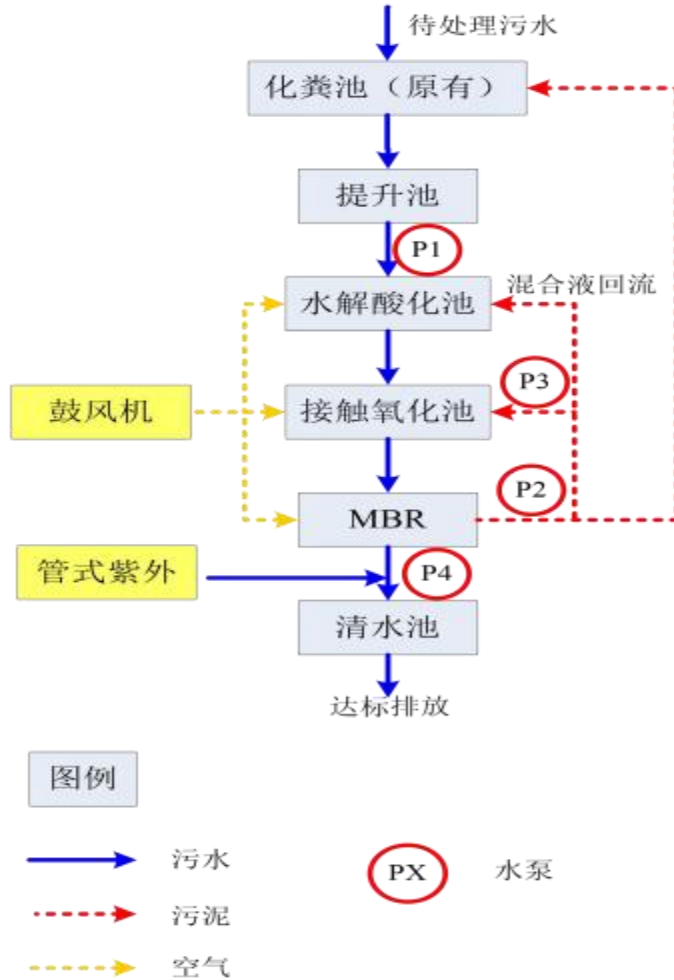 待处理污水
化粪池（原有）
提升池
P1
混合液回流
水解酸化池
P3
鼓风机
接触氧化池
P2
MBR
管式紫外
P4
清水池
达标排放
图例
污水
PX
水泵
污泥
空气